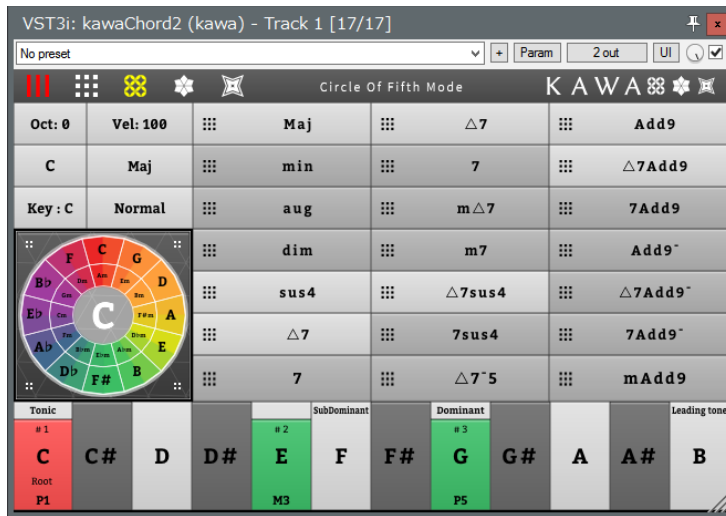 VST3i: kawaChord2 (kawa) - Track 1 [17/17]
x
No preset
+
Param
2 out
UI
Circle Of Fifth Mode
KAWA
Oct: 0
Vel: 100
Maj
△7
Add9
C
Maj
min
7
△7Add9
Key : C
Normal
aug
m△7
7Add9
dim
m7
Add9⁻
sus4
△7sus4
△7Add9⁻
△7
7sus4
7Add9⁻
7
△7⁻5
mAdd9
C
G
D
A
E
B
F#
D♭
A♭
E♭
B♭
F
Am
Em
Bm
F#m
D♭m
A♭m
E♭m
B♭m
Fm
Cm
Gm
Dm
C
Tonic
SubDominant
Dominant
Leading tone
#1
#2
#3
C
C#
D
D#
E
F
F#
G
G#
A
A#
B
Root
P1
M3
P5